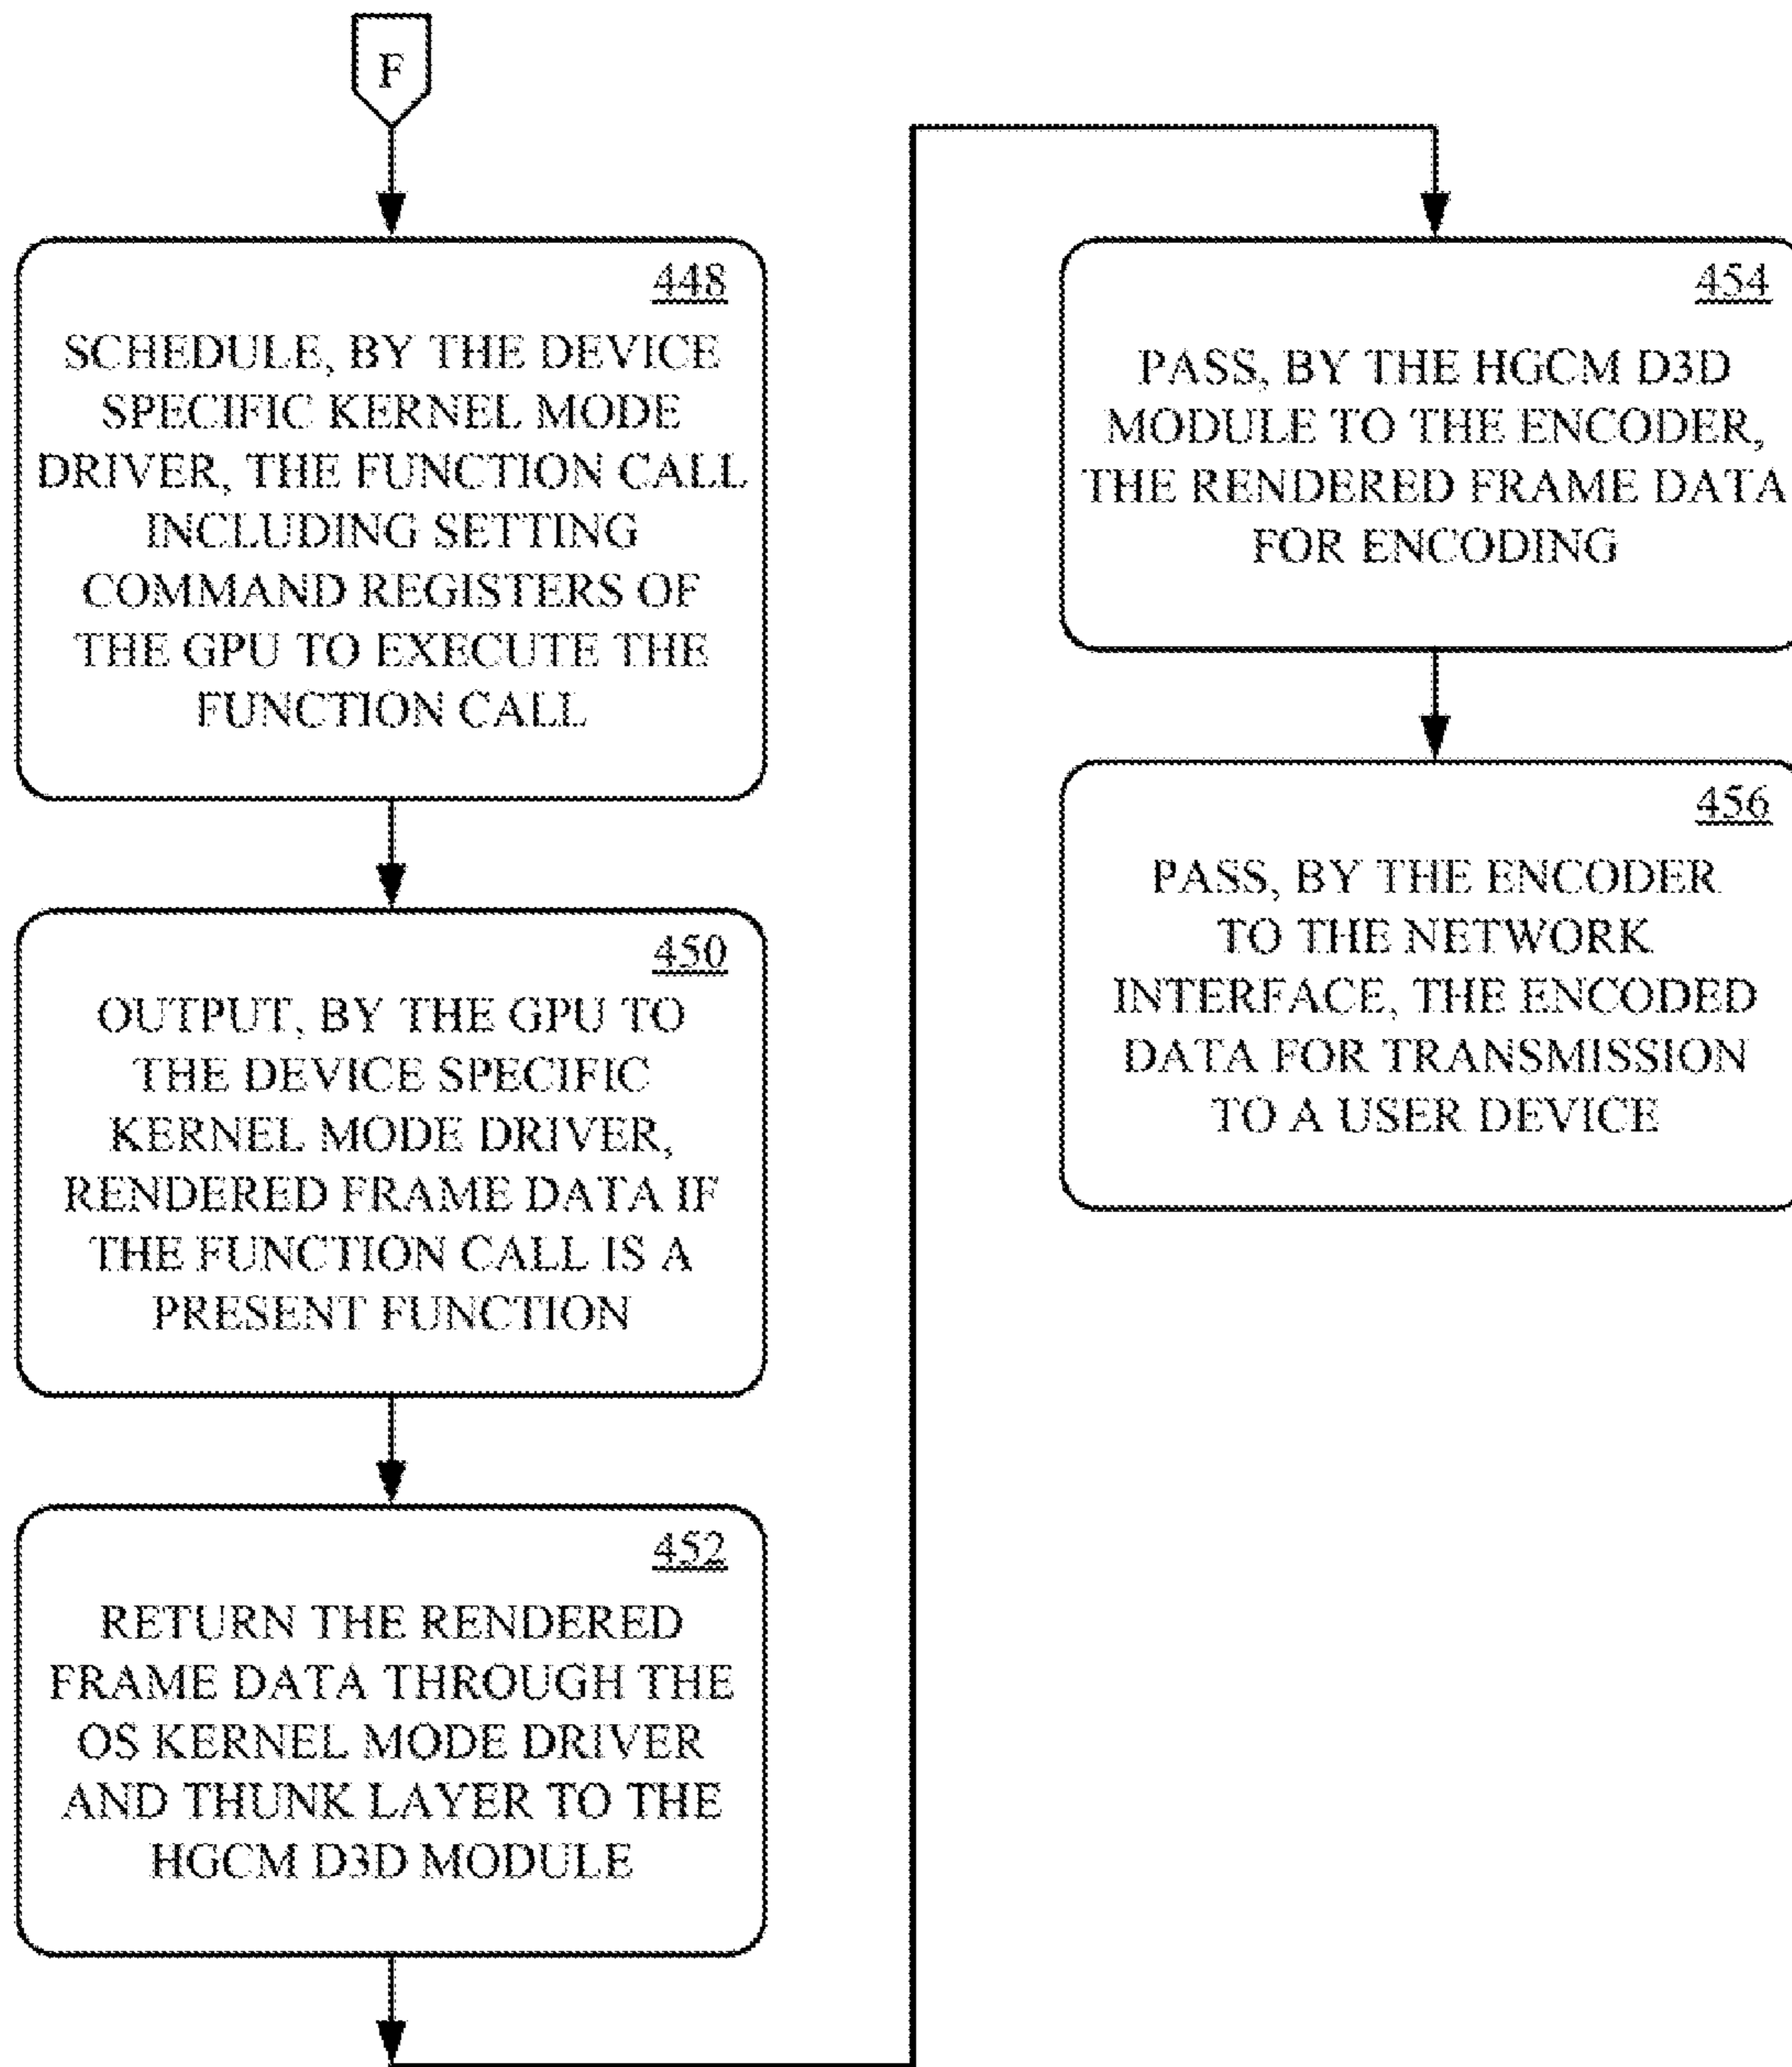 F
448
SCHEDULE, BY THE DEVICE
SPECIFIC KERNEL MODE
DRIVER, THE FUNCTION CALL
INCLUDING SETTING
COMMAND REGISTERS OF
THE GPU TO EXECUTE THE
FUNCTION CALL
450
OUTPUT, BY THE GPU TO
THE DEVICE SPECIFIC
KERNEL MODE DRIVER,
RENDERED FRAME DATA IF
THE FUNCTION CALL IS A
PRESENT FUNCTION
452
RETURN THE RENDERED
FRAME DATA THROUGH THE
OS KERNEL MODE DRIVER
AND THUNK LAYER TO THE
HGCM D3D MODULE
454
PASS, BY THE HGCM D3D
MODULE TO THE ENCODER,
THE RENDERED FRAME DATA
FOR ENCODING
456
PASS, BY THE ENCODER
TO THE NETWORK
INTERFACE, THE ENCODED
DATA FOR TRANSMISSION
TO A USER DEVICE